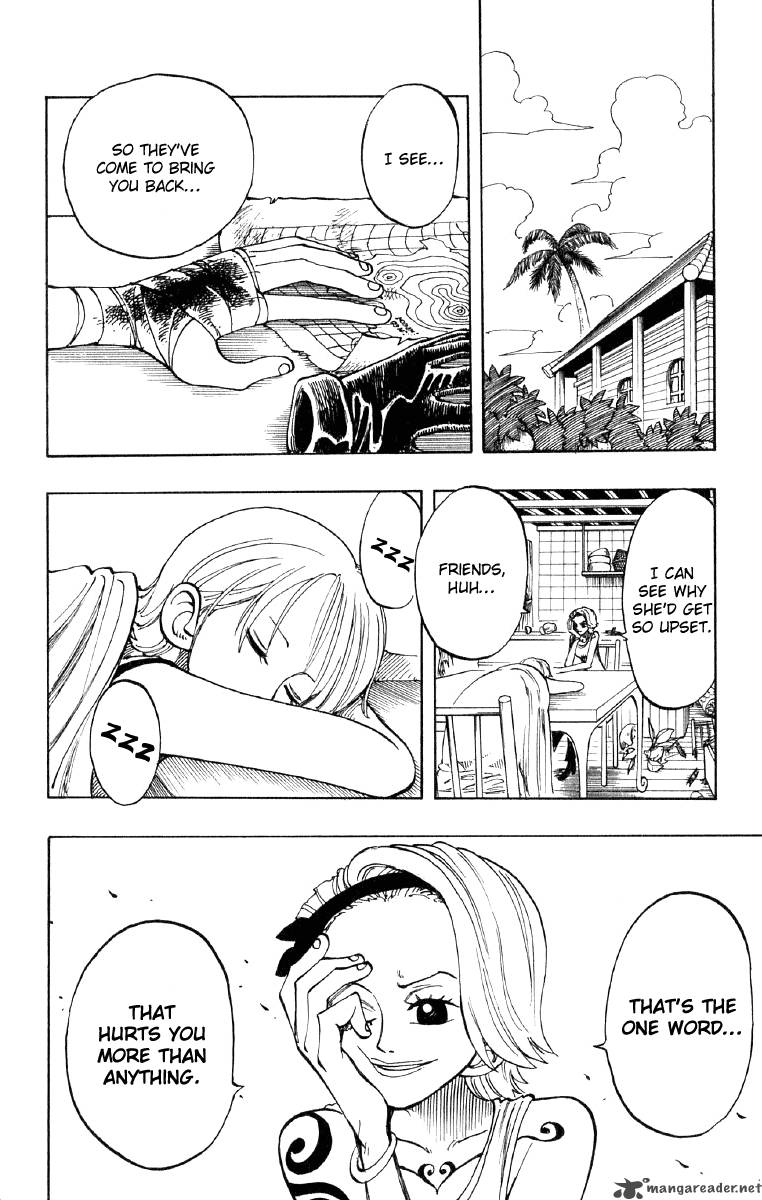 I SEE...
SO THEY'VE
COME TO BRING
YOU BACK...
I CAN
SEE WHY
SHE'D GET
SO UPSET.
FRIENDS,
HUH...
ZZZ
ZZZ
THAT'S THE
ONE WORD...
THAT
HURTS YOU
MORE THAN
ANYTHING.
mangareader.net